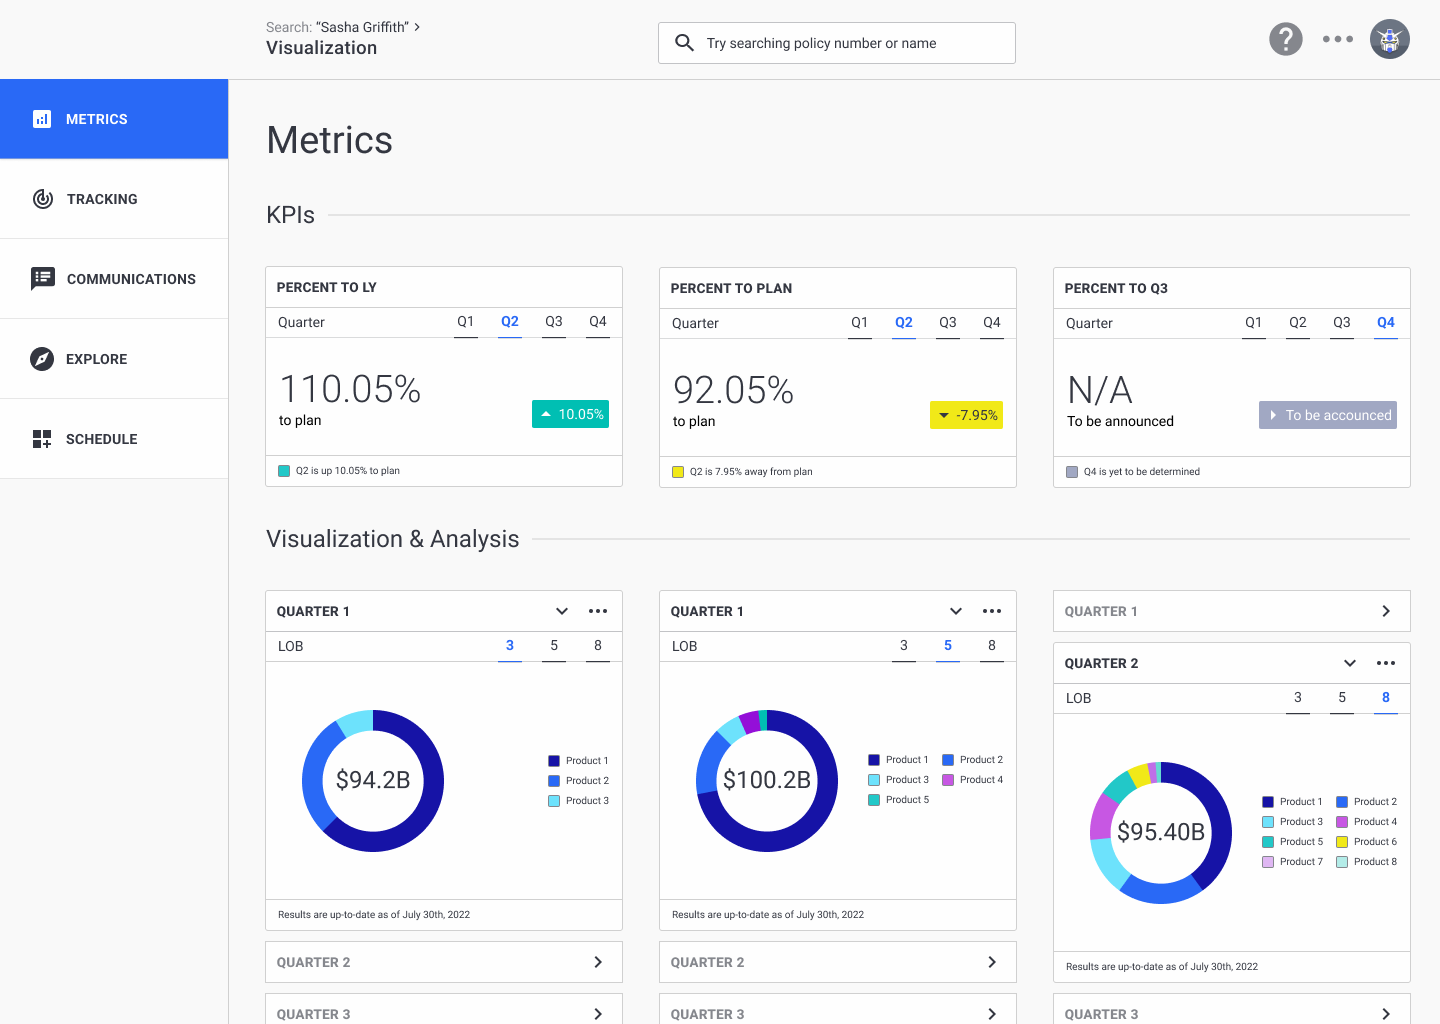 Search: “Sasha Griffith”
Visualization
Try searching policy number or name
?
METRICS
TRACKING
COMMUNICATIONS
EXPLORE
SCHEDULE
Metrics
KPIs
PERCENT TO LY
Quarter Q1 Q2 Q3 Q4
110.05%
to plan
10.05%
Q2 is up 10.05% to plan
PERCENT TO PLAN
Quarter Q1 Q2 Q3 Q4
92.05%
to plan
-7.95%
Q2 is 7.95% away from plan
PERCENT TO Q3
Quarter Q1 Q2 Q3 Q4
N/A
To be announced
To be accounced
Q4 is yet to be determined
Visualization & Analysis
QUARTER 1
LOB 3 5 8
$94.2B
Product 1
Product 2
Product 3
Results are up-to-date as of July 30th, 2022
QUARTER 2
QUARTER 3
QUARTER 1
LOB 3 5 8
$100.2B
Product 1 Product 2
Product 3 Product 4
Product 5
Results are up-to-date as of July 30th, 2022
QUARTER 2
QUARTER 3
QUARTER 1
QUARTER 2
LOB 3 5 8
$95.40B
Product 1 Product 2
Product 3 Product 4
Product 5 Product 6
Product 7 Product 8
Results are up-to-date as of July 30th, 2022
QUARTER 3